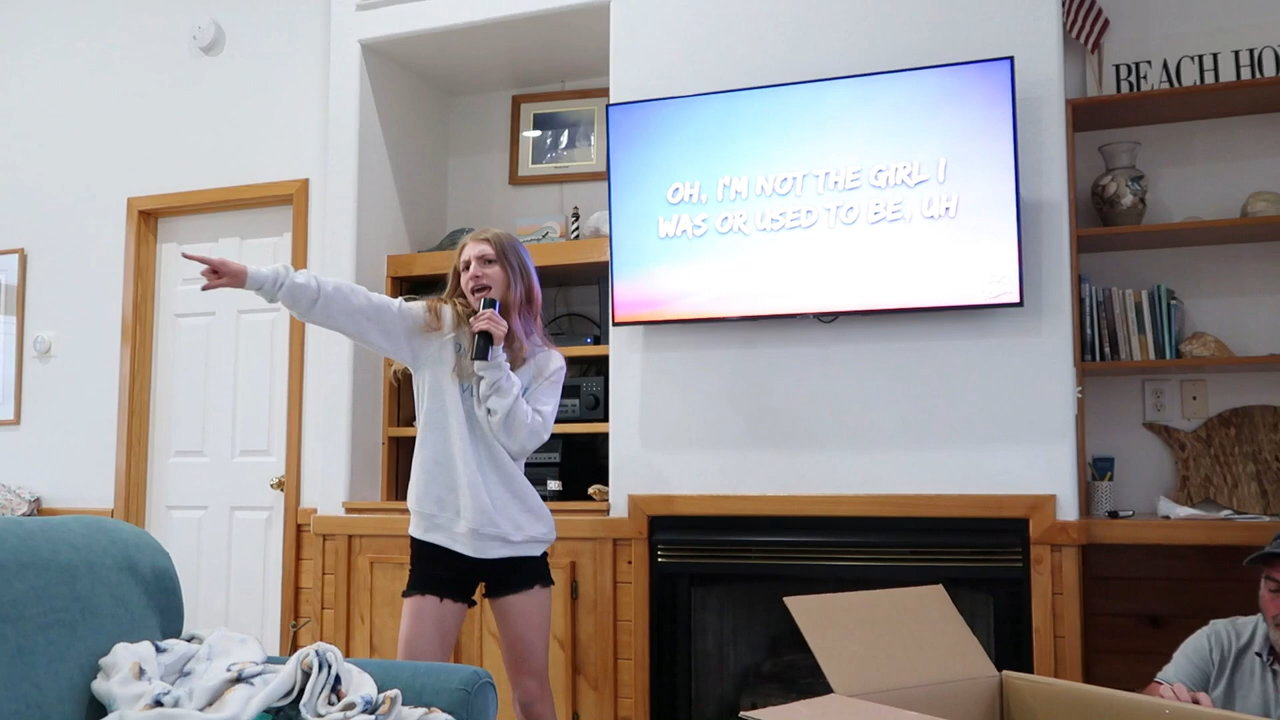 BEACH HO
OH, I'M NOT THE GIRL I
WAS OR USED TO BE, UH